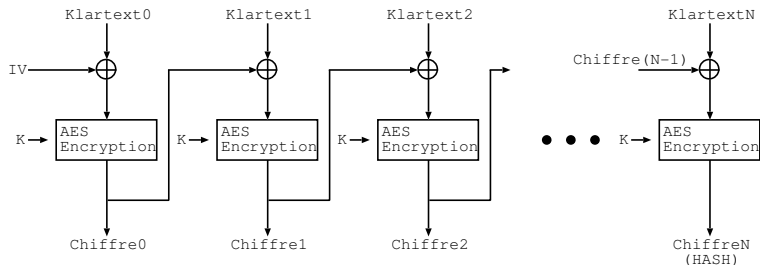 Klartext0 Klartext1 Klartext2 KlartextN
IV Chiffre(N-1)
K AES Encryption K AES Encryption K AES Encryption K AES Encryption
Chiffre0 Chiffre1 Chiffre2 ChiffreN
(HASH)